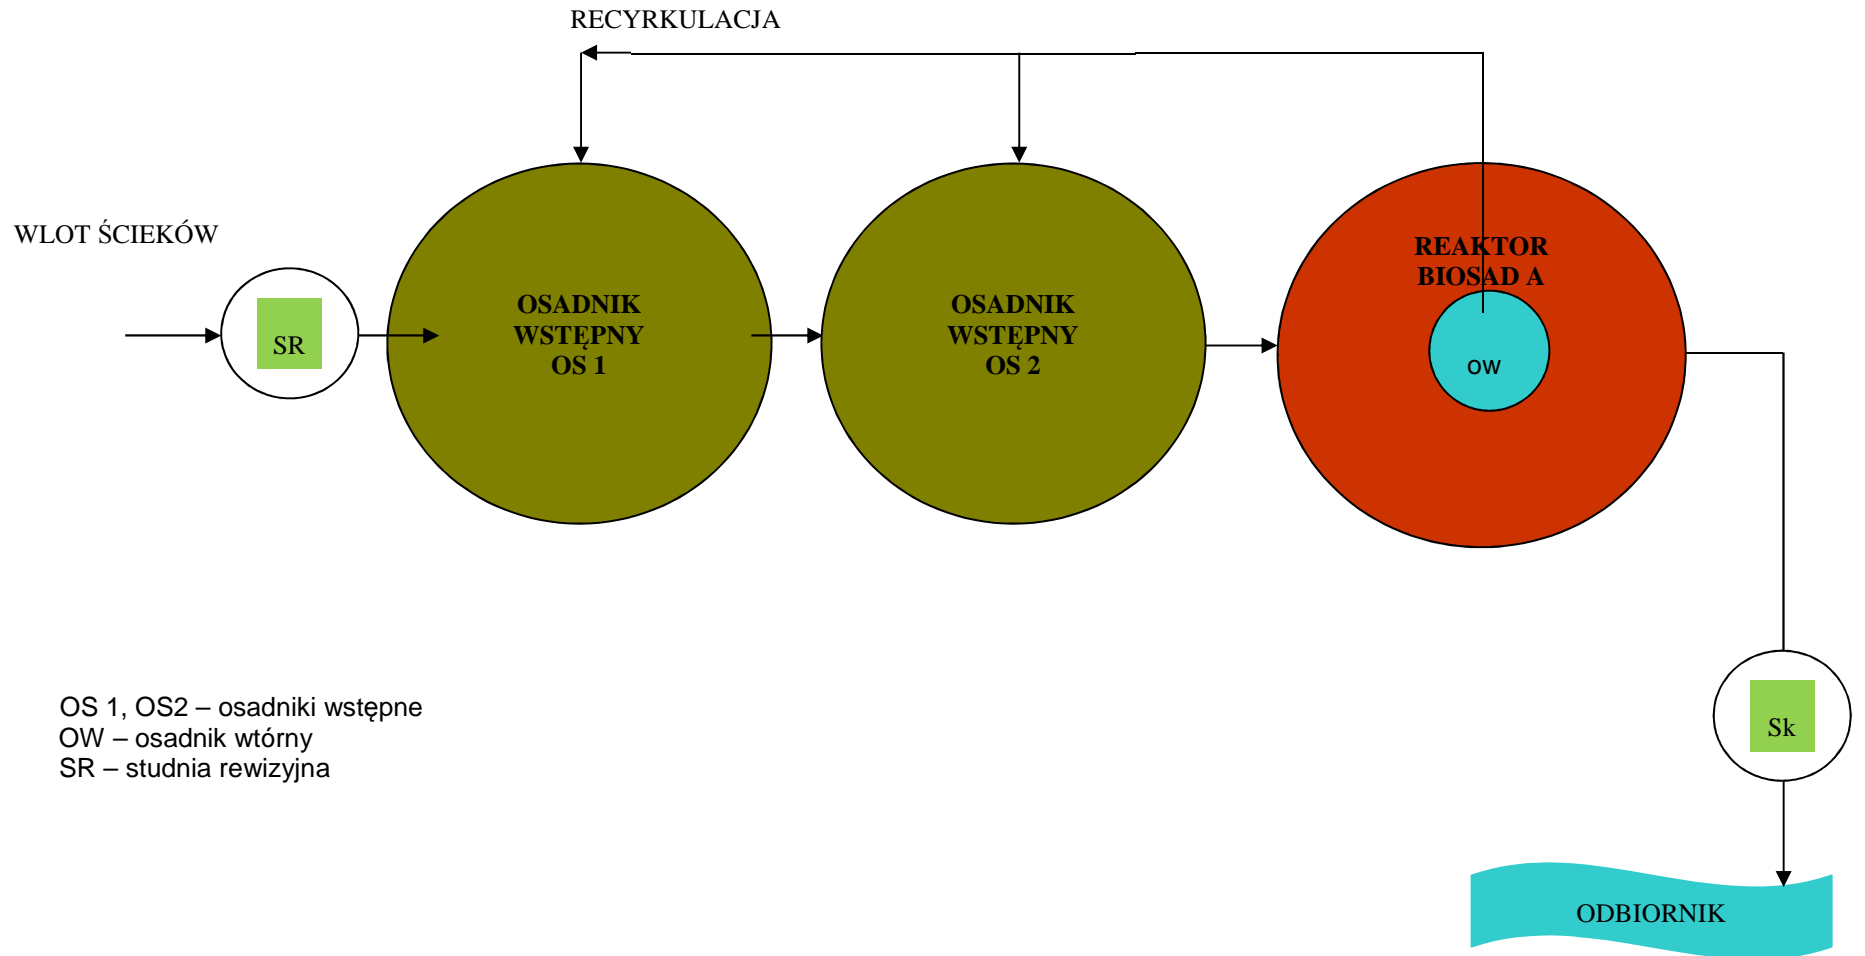 RECYRKULACJA
WLOT ŚCIEKÓW
SR
OSADNIK
WSTĘPNY
OS 1
OSADNIK
WSTĘPNY
OS 2
REAKTOR
BIOSAD A
ow
OS 1, OS2 – osadniki wstępne
OW – osadnik wtórny
SR – studnia rewizyjna
Sk
ODBIORNIK